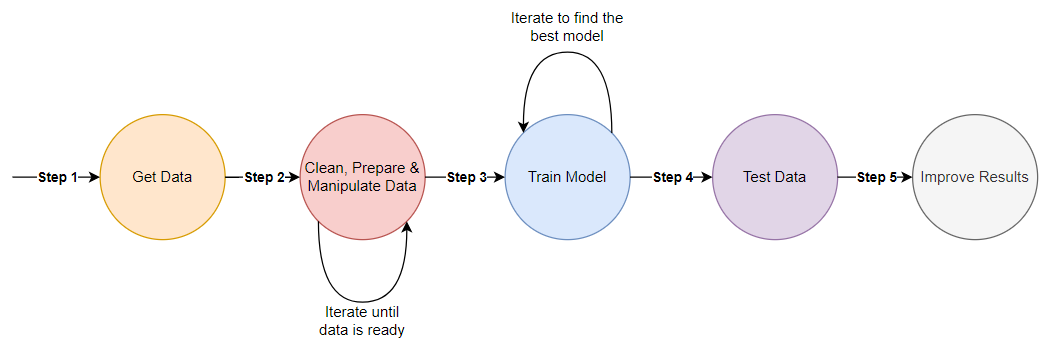 Iterate to find the
best model
Step 1
Get Data
Step 2
Clean, Prepare &
Manipulate Data
Step 3
Train Model
Step 4
Test Data
Step 5
Improve Results
Iterate until
data is ready